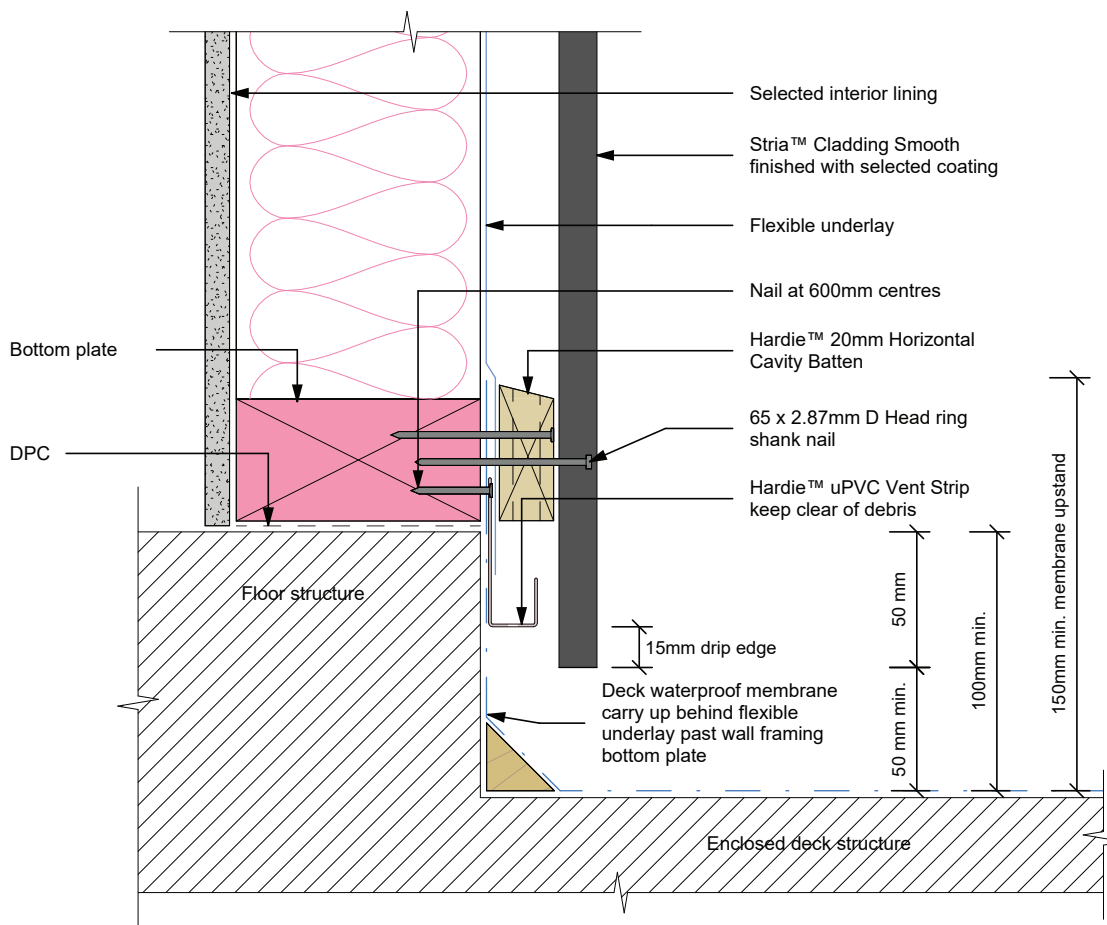 Selected interior lining
Stria™ Cladding Smooth
finished with selected coating
Flexible underlay
Nail at 600mm centres
Bottom plate
Hardie™ 20mm Horizontal
Cavity Batten
65 x 2.87mm D Head ring
shank nail
DPC
Hardie™ uPVC Vent Strip
keep clear of debris
Floor structure
15mm drip edge
50 mm
50 mm min.
100mm min.
150mm min. membrane upstand
Deck waterproof membrane
carry up behind flexible
underlay past wall framing
bottom plate
Enclosed deck structure